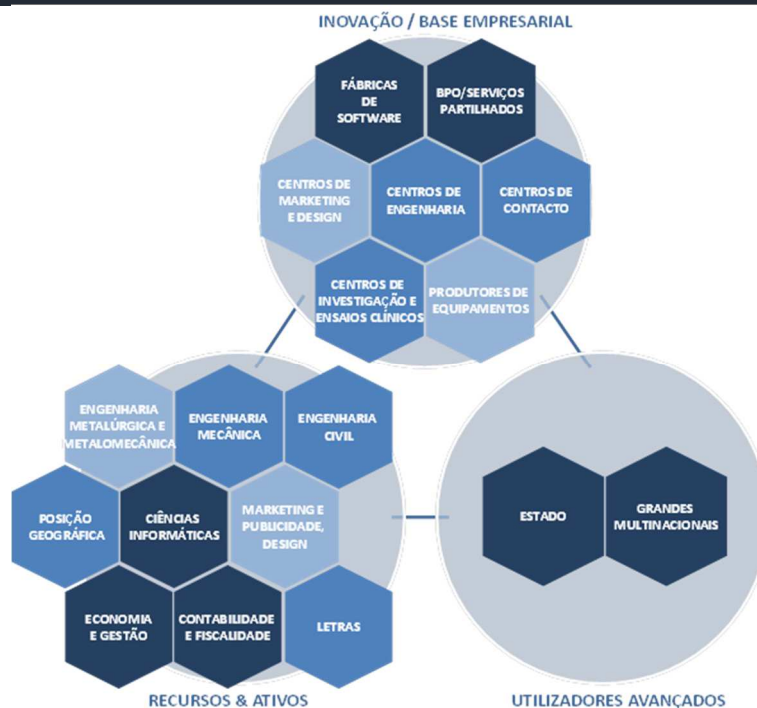 INOVAÇÃO / BASE EMPRESARIAL
FÁBRICAS
DE
SOFTWARE
BPO/SERVIÇOS
PARTILHADOS
CENTROS DE
MARKETING
E DESIGN
CENTROS DE
ENGENHARIA
CENTROS DE
CONTACTO
CENTROS DE
INVESTIGAÇÃO E
ENSAIOS CLÍNICOS
PRODUTORES DE
EQUIPAMENTOS
ENGENHARIA
METALÚRGICA E
METALOMECÂNICA
ENGENHARIA
MECÂNICA
ENGENHARIA
CIVIL
POSIÇÃO
GEOGRÁFICA
CIÊNCIAS
INFORMÁTICAS
MARKETING E
PUBLICIDADE,
DESIGN
ECONOMIA
E GESTÃO
CONTABILIDADE
E FISCALIDADE
LETRAS
RECURSOS & ATIVOS
ESTADO
GRANDES
MULTINACIONAIS
UTILIZADORES AVANÇADOS